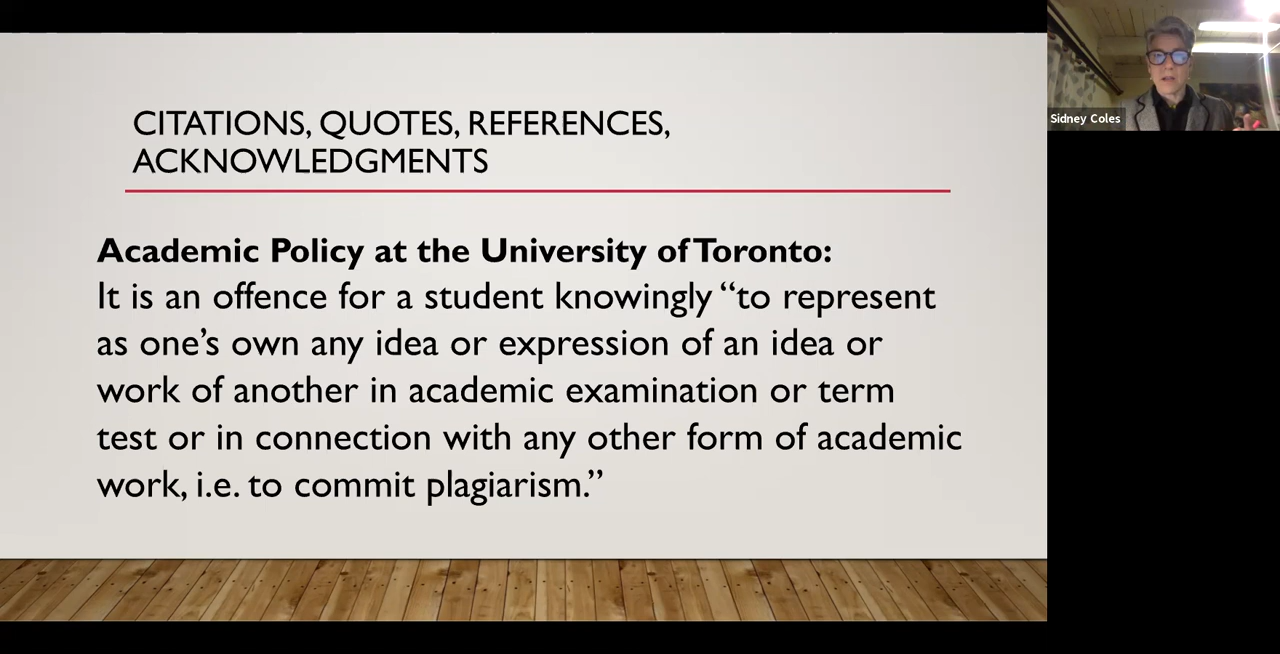 CITATIONS, QUOTES, REFERENCES,
ACKNOWLEDGMENTS
Academic Policy at the University of Toronto:
It is an offence for a student knowingly “to represent
as one’s own any idea or expression of an idea or
work of another in academic examination or term
test or in connection with any other form of academic
work, i.e. to commit plagiarism.”
Sidney Coles